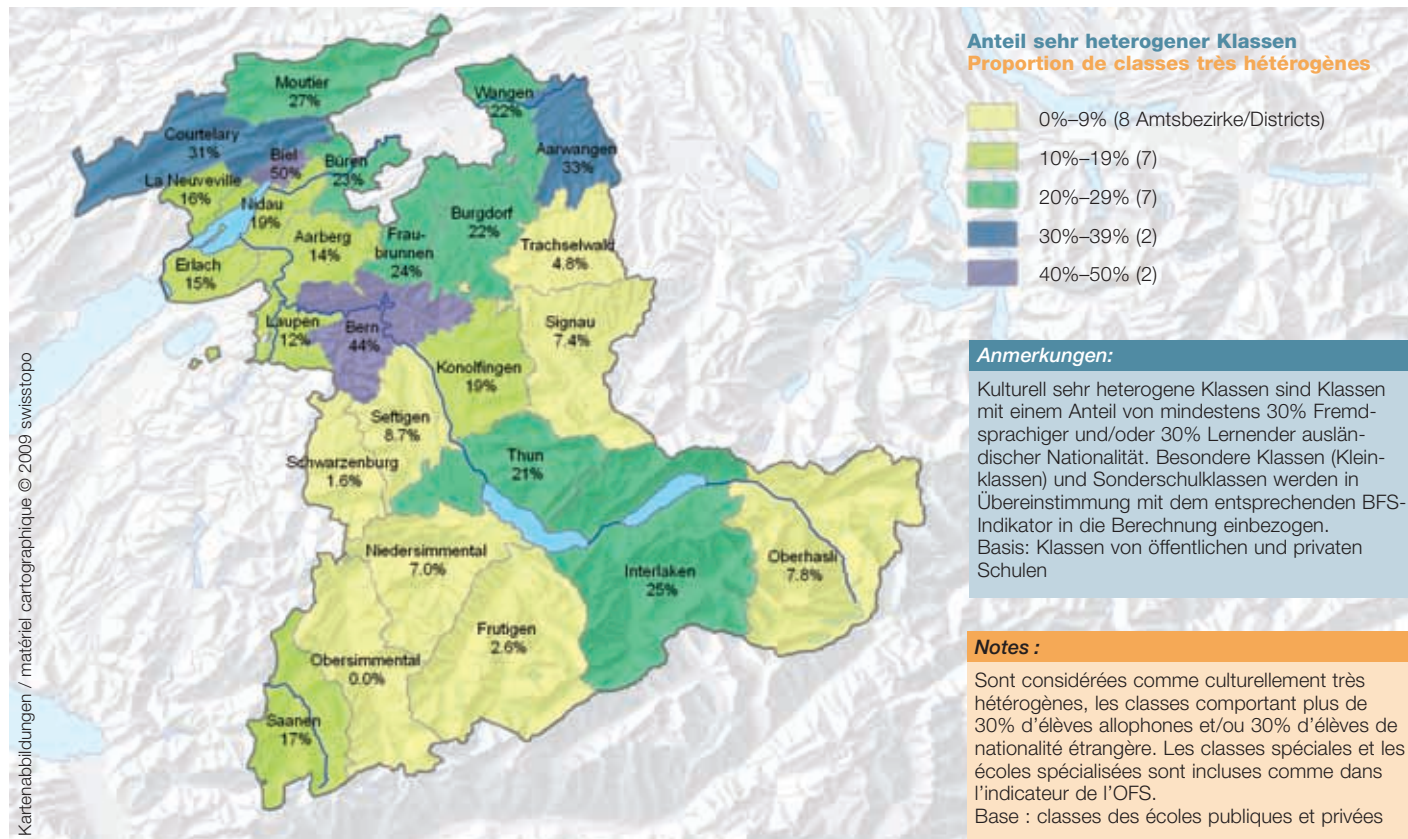 Anteil sehr heterogener Klassen
Proportion de classes très hétérogènes
0%–9% (8 Amtsbezirke/Districts)
10%–19% (7)
20%–29% (7)
30%–39% (2)
40%–50% (2)
Moutier
27%
Wangen
22%
Courtelary
31%
Biel
50%
Büren
23%
Aarwangen
33%
La Neuveville
16%
Nidau
19%
Aarberg
14%
Frau-
brunnen
24%
Burgdorf
22%
Trachselwald
4.8%
Erlach
15%
Laupen
12%
Bern
44%
Signau
7.4%
Konolfingen
19%
Seftigen
8.7%
Schwarzenburg
1.6%
Thun
21%
Niedersimmental
7.0%
Interlaken
25%
Oberhasli
7.8%
Frutigen
2.6%
Obersimmental
0.0%
Saanen
17%
Kartenabbildungen / matériel cartographique © 2009 swisstopo
Anmerkungen:
Kulturell sehr heterogene Klassen sind Klassen
mit einem Anteil von mindestens 30% Fremd-
sprachiger und/oder 30% Lernender auslän-
discher Nationalität. Besondere Klassen (Klein-
klassen) und Sonderschulklassen werden in
Übereinstimmung mit dem entsprechenden BFS-
Indikator in die Berechnung einbezogen.
Basis: Klassen von öffentlichen und privaten
Schulen
Notes :
Sont considérées comme culturellement très
hétérogènes, les classes comportant plus de
30% d'élèves allophones et/ou 30% d'élèves de
nationalité étrangère. Les classes spéciales et les
écoles spécialisées sont incluses comme dans
l'indicateur de l'OFS.
Base : classes des écoles publiques et privées